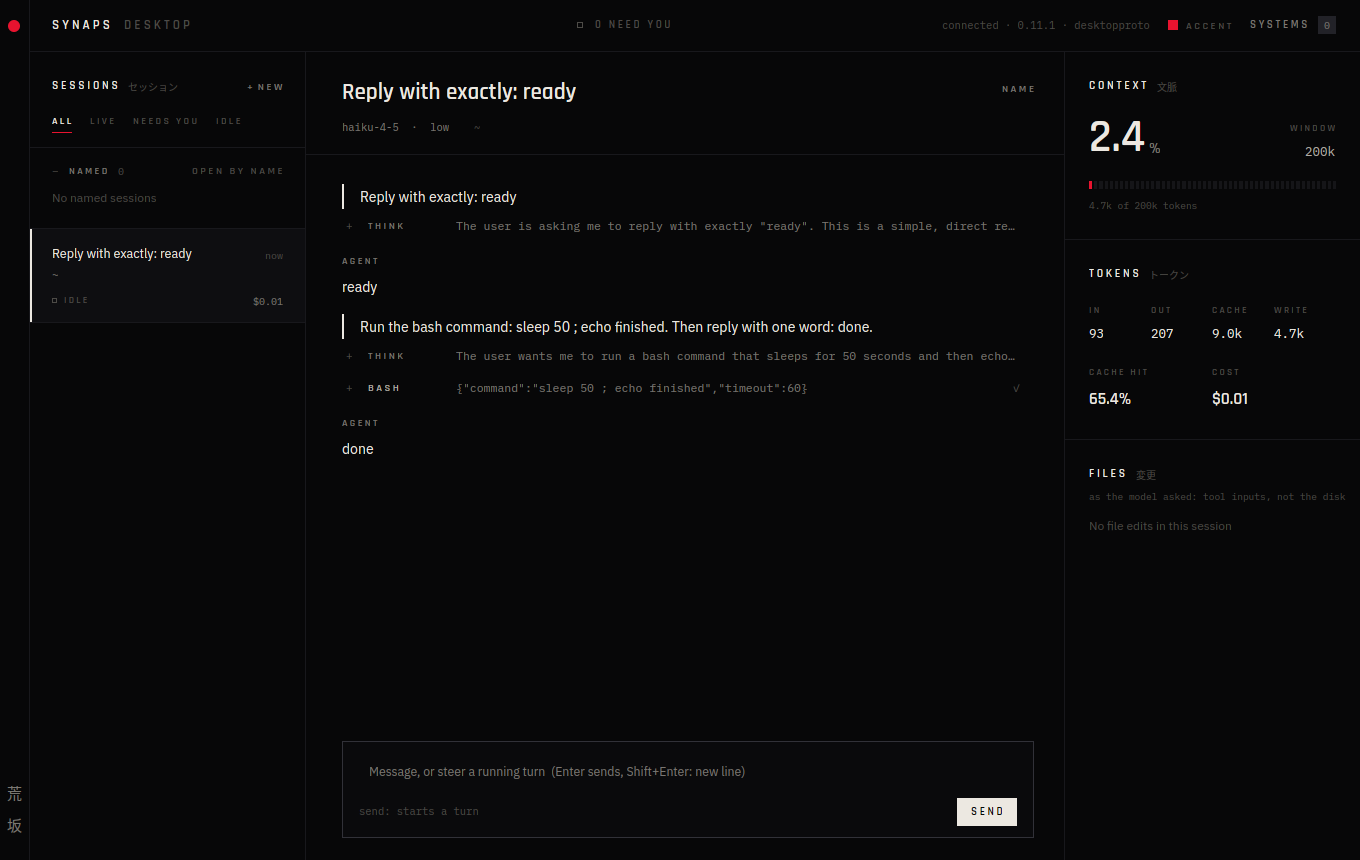 SYNAPS DESKTOP
0 NEED YOU
connected · 0.11.1 · desktopproto
ACCENT
SYSTEMS 0
SESSIONS セッション
+ NEW
ALL LIVE NEEDS YOU IDLE
– NAMED 0
OPEN BY NAME
No named sessions
Reply with exactly: ready
now
~
IDLE
$0.01
荒
坂
Reply with exactly: ready
NAME
haiku-4-5 · low ~
Reply with exactly: ready
+ THINK The user is asking me to reply with exactly "ready". This is a simple, direct re…
AGENT
ready
Run the bash command: sleep 50 ; echo finished. Then reply with one word: done.
+ THINK The user wants me to run a bash command that sleeps for 50 seconds and then echo…
+ BASH {"command":"sleep 50 ; echo finished","timeout":60} √
AGENT
done
Message, or steer a running turn (Enter sends, Shift+Enter: new line)
send: starts a turn
SEND
CONTEXT 文脈
2.4 %
WINDOW
200k
4.7k of 200k tokens
TOKENS トークン
IN OUT CACHE WRITE
93 207 9.0k 4.7k
CACHE HIT COST
65.4% $0.01
FILES 変更
as the model asked: tool inputs, not the disk
No file edits in this session